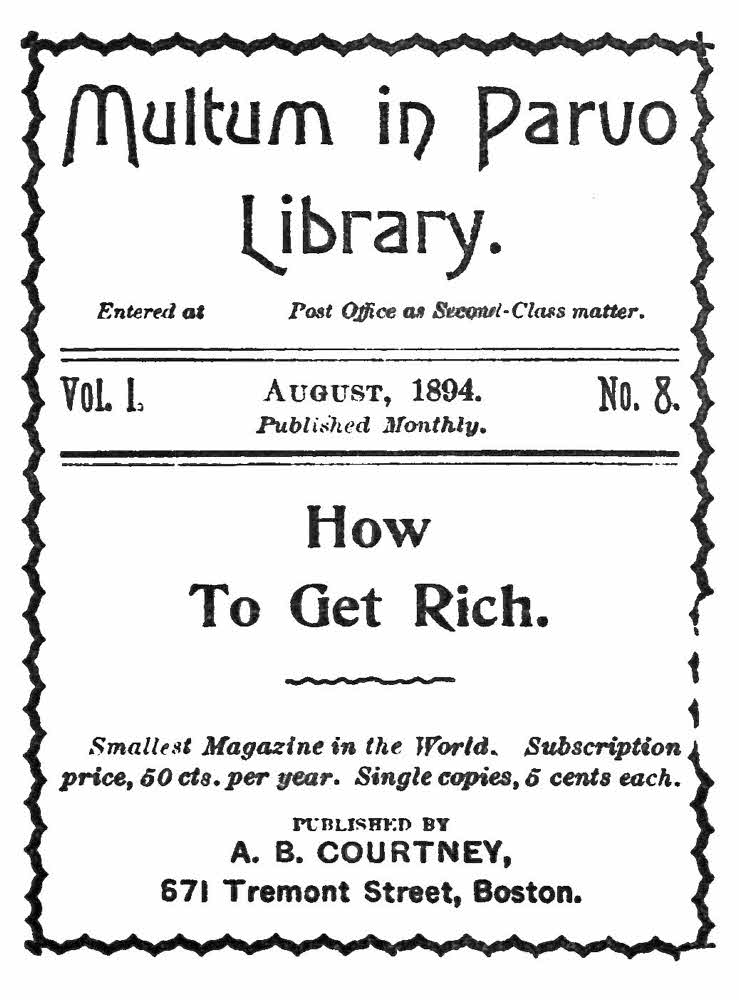 Multum in Parvo
Library.
Entered at Post Office as Second-Class matter.
Vol. I. AUGUST, 1894. No. 8.
Published Monthly.
How
To Get Rich.
Smallest Magazine in the World. Subscription
price, 50 cts. per year. Single copies, 5 cents each.
PUBLISHED BY
A. B. COURTNEY,
671 Tremont Street, Boston.